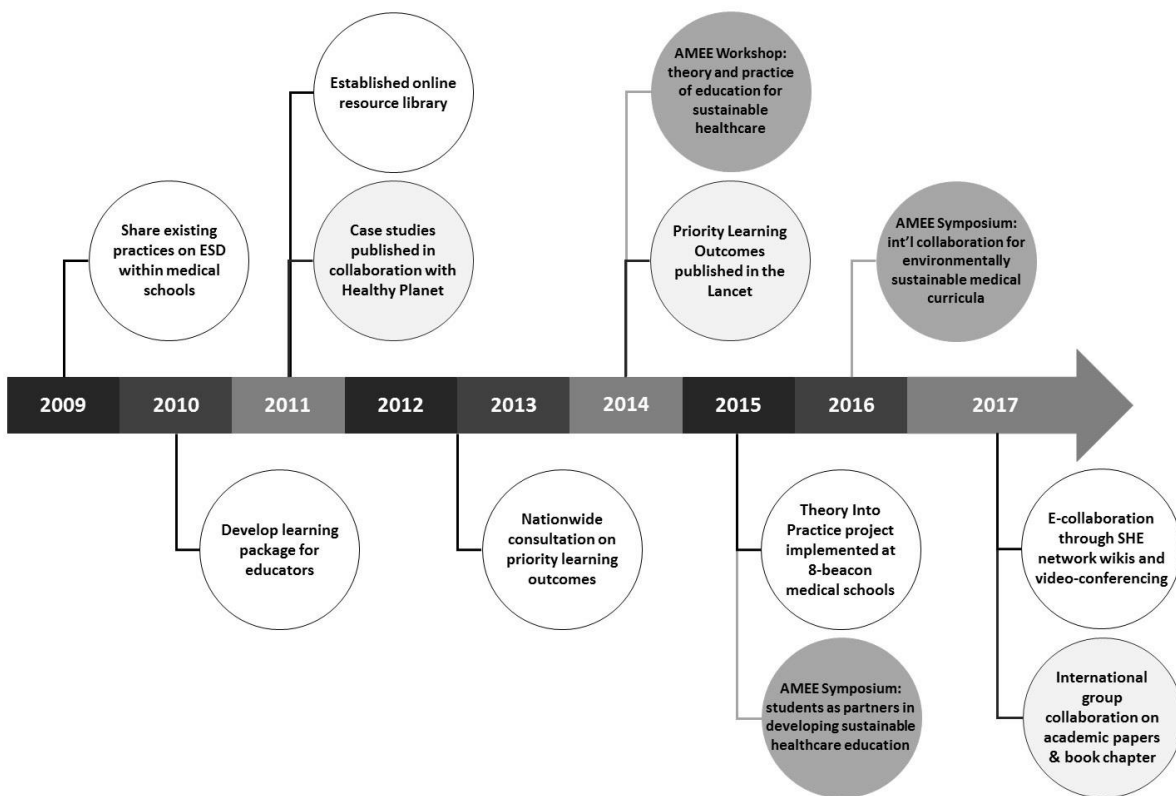 Established online
resource library
AMEE Workshop:
theory and practice
of education for
sustainable
healthcare
Share existing
practices on ESD
within medical
schools
Case studies
published in
collaboration with
Healthy Planet
Priority Learning
Outcomes
published in the
Lancet
AMEE Symposium:
int'l collaboration for
environmentally
sustainable medical
curricula
2009 2010 2011 2012 2013 2014 2015 2016 2017
Develop learning
package for
educators
Nationwide
consultation on
priority learning
outcomes
Theory Into
Practice project
implemented at
8-beacon
medical schools
E-collaboration
through SHE
network wikis and
video-conferencing
AMEE Symposium:
students as partners in
developing sustainable
healthcare education
International
group
collaboration on
academic papers
& book chapter